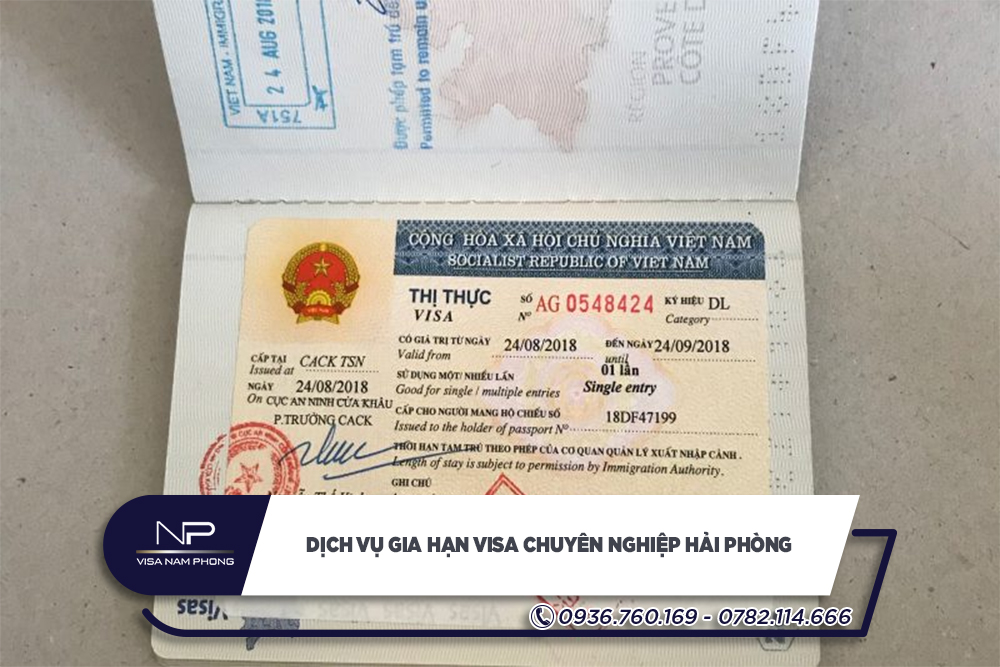 VIET NAM - IMMIGR
2 4 AUG 201
751A
Được phép tạm trú đế
Permitted to remain u
REGION
PROVE
CÔTE D
CỘNG HÒA XÃ HỘI CHỦ NGHĨA VIỆT NAM
SOCIALIST REPUBLIC OF VIET NAM
THỊ THỰC
VISA
SỐ
Nº
AG 0548424
KÝ HIỆU DL
Category
CÓ GIÁ TRỊ TỪ NGÀY 24/08/2018 ĐẾN NGÀY 24/09/2018
Valid from until
CẤP TẠI CACK TSN
Issued at
SỬ DỤNG MỘT/ NHIỀU LẦN 01 lần
Good for single / multiple entries Single entry
NGÀY 24/08/2018
On CỤC AN NINH CỬA KHẨU
P.TRƯỞNG CACK
CẤP CHO NGƯỜI MANG HỘ CHIẾU SỐ 18DF47199
Issued to the holder of passport Nº
THỜI HẠN TẠM TRÚ THEO PHÉP CỦA CƠ QUAN QUẢN LÝ XUẤT NHẬP CẢNH .
Length of stay is subject to permission by Immigration Authority.
GHI CHÚ
NP
VISA NAM PHONG
DỊCH VỤ GIA HẠN VISA CHUYÊN NGHIỆP HẢI PHÒNG
Visas
0936.760.169 - 0782.114.666